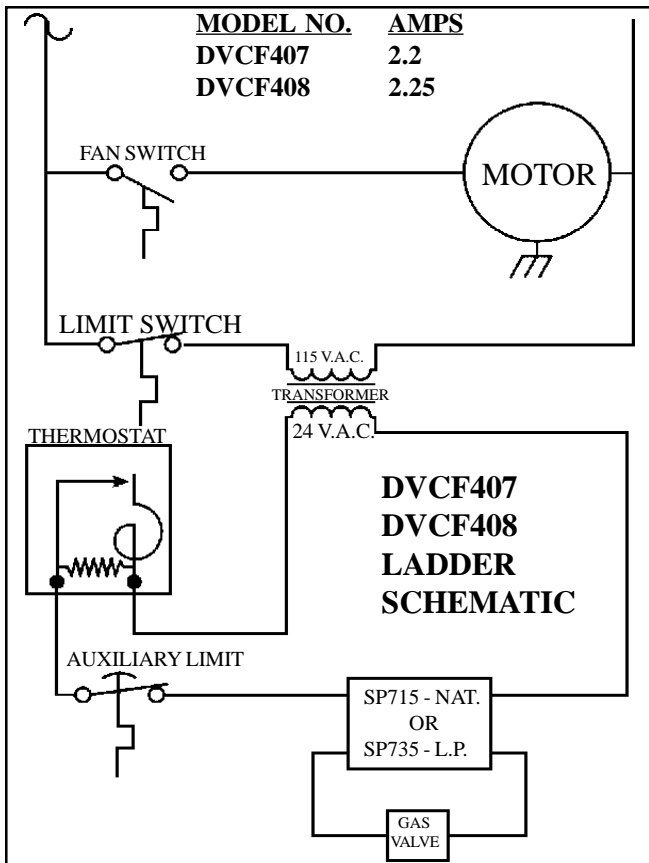 MODEL NO. AMPS
DVCF407 2.2
DVCF408 2.25
FAN SWITCH
MOTOR
LIMIT SWITCH
115 V.A.C.
TRANSFORMER
24 V.A.C.
THERMOSTAT
DVCF407
DVCF408
LADDER
SCHEMATIC
AUXILIARY LIMIT
SP715 - NAT.
OR
SP735 - L.P.
GAS
VALVE